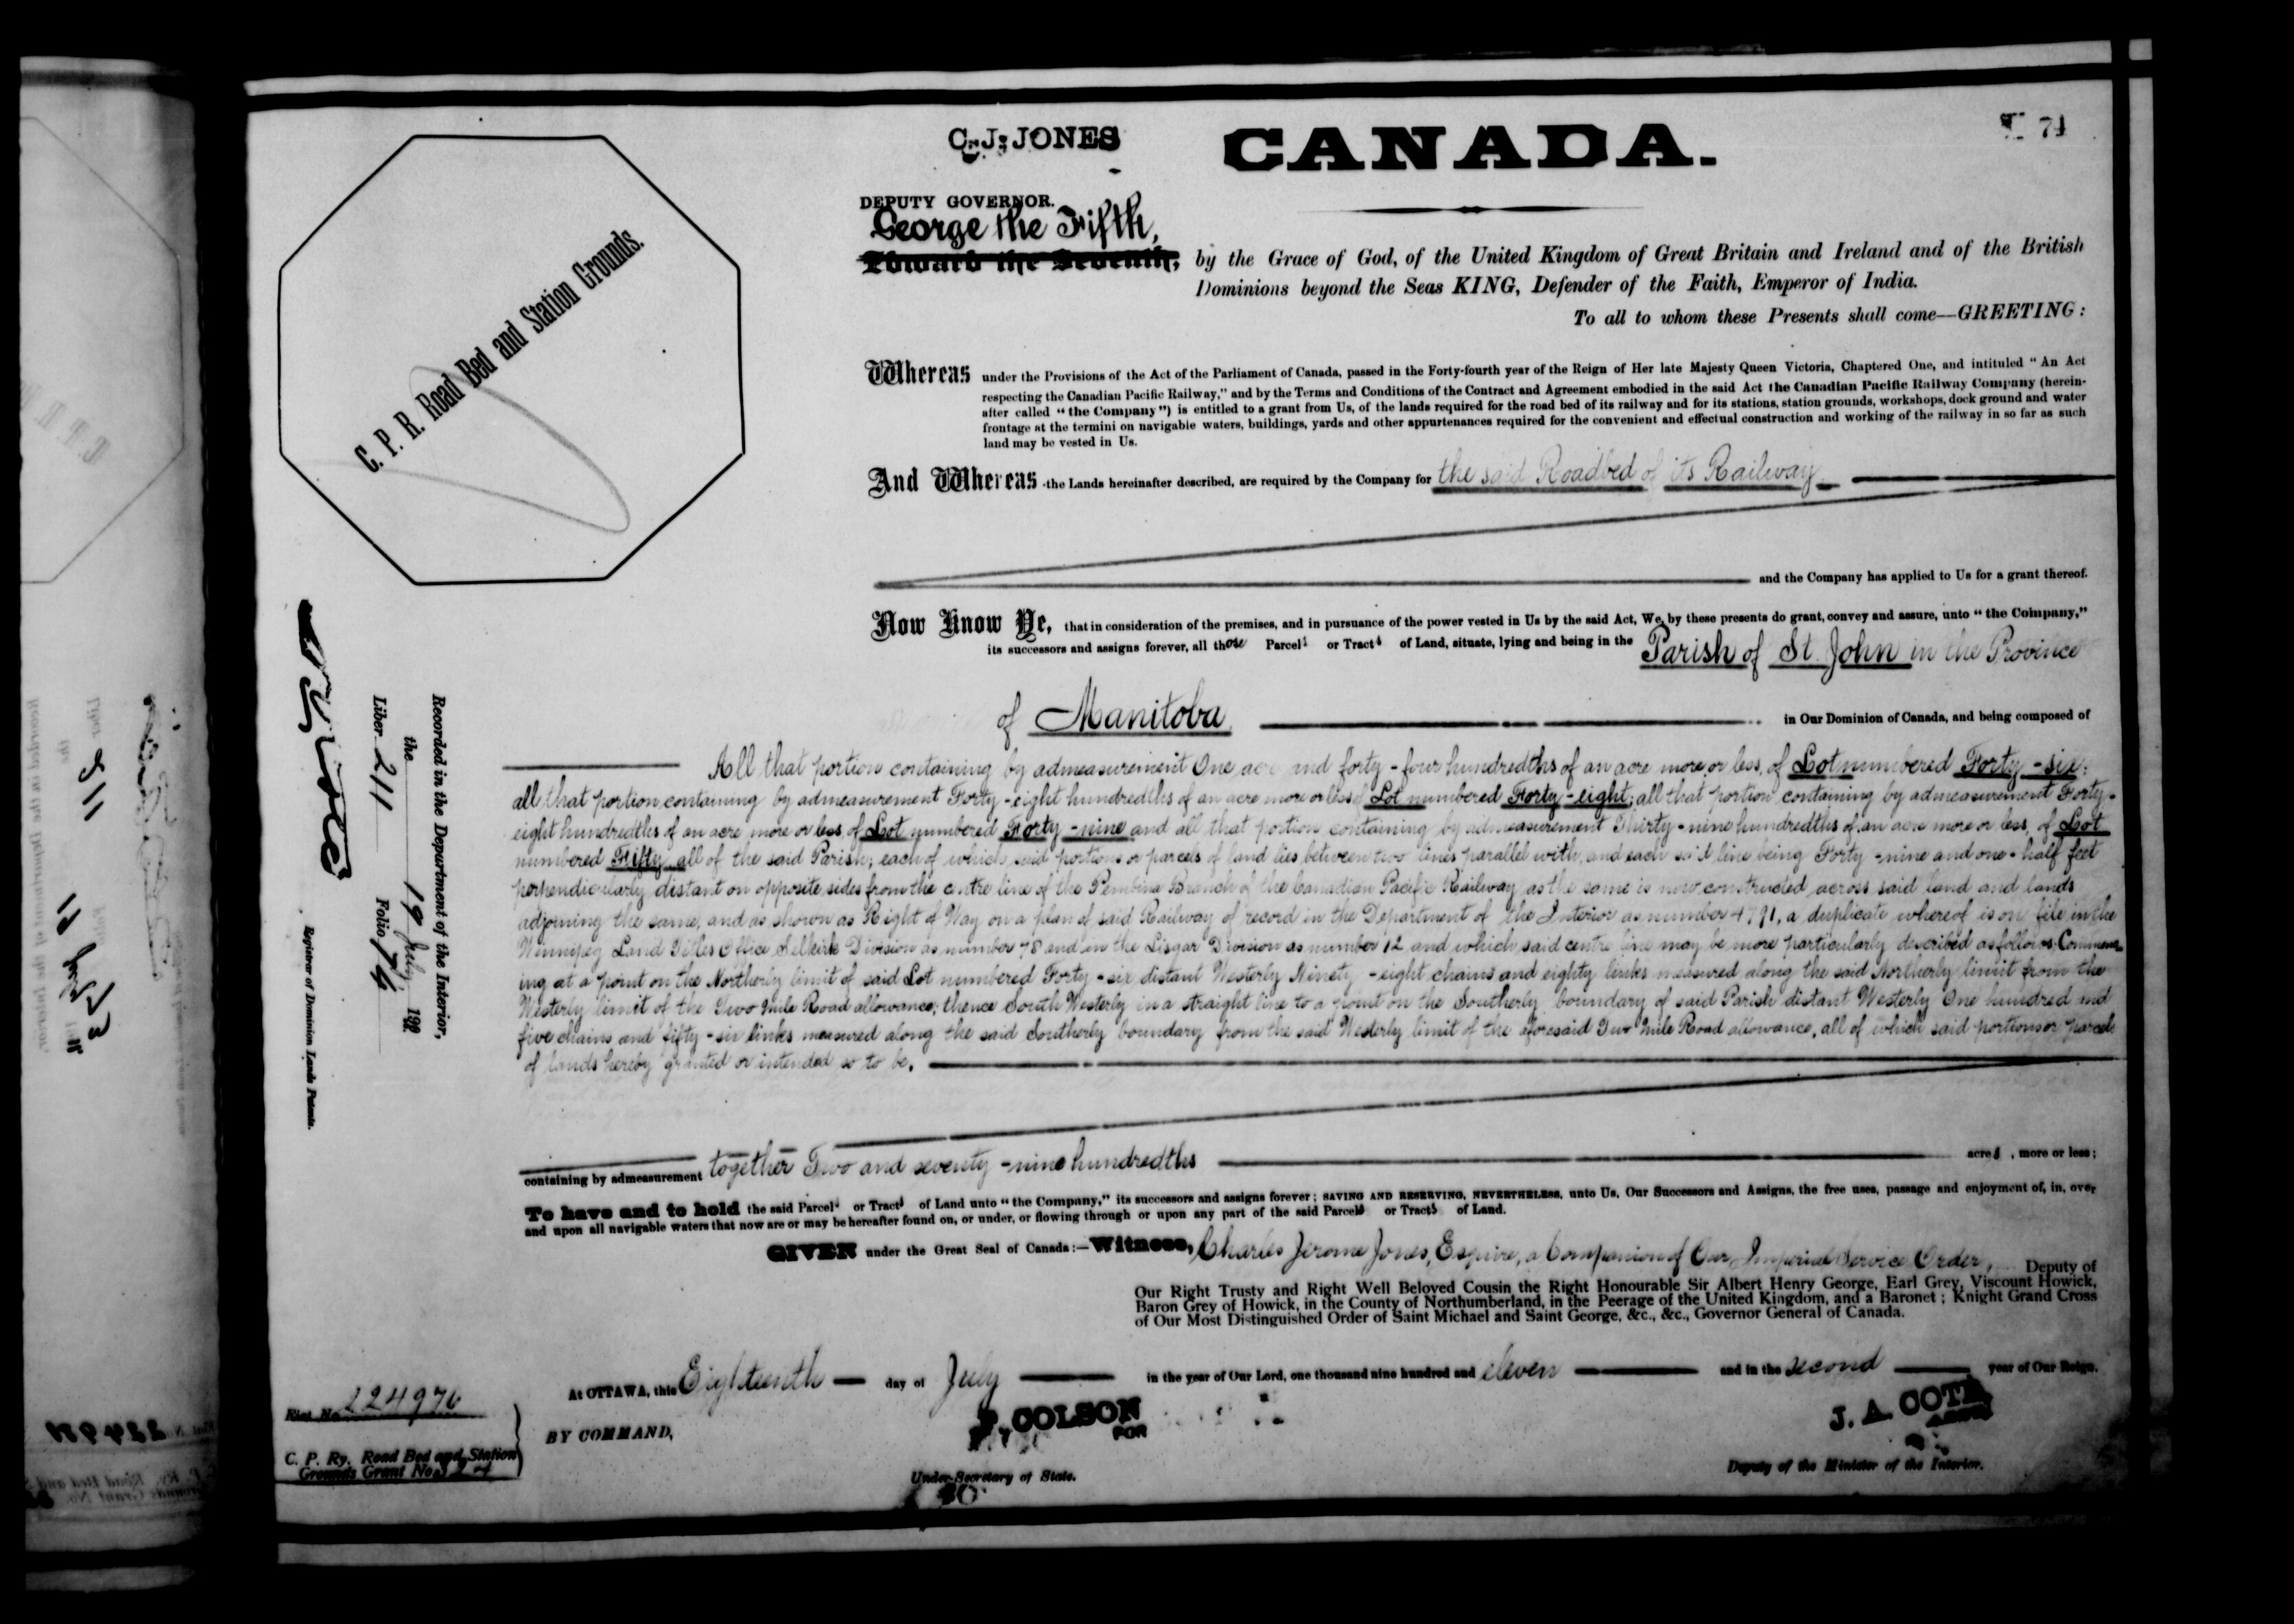 74
C. J. JONES
CANADA.
DEPUTY GOVERNOR.
George the Fifth,
Edward the Seventh, by the Grace of God, of the United Kingdom of Great Britain and Ireland and of the British
Dominions beyond the Seas KING, Defender of the Faith, Emperor of India.
To all to whom these Presents shall come—GREETING:
C. P. R. Road Bed and Station Grounds.
Whereas under the Provisions of the Act of the Parliament of Canada, passed in the Forty-fourth year of the Reign of Her late Majesty Queen Victoria, Chaptered One, and intituled "An Act
respecting the Canadian Pacific Railway," and by the Terms and Conditions of the Contract and Agreement embodied in the said Act the Canadian Pacific Railway Company (herein-
after called "the Company") is entitled to a grant from Us, of the lands required for the road bed of its railway and for its stations, station grounds, workshops, dock ground and water
frontage at the termini on navigable waters, buildings, yards and other appurtenances required for the convenient and effectual construction and working of the railway in so far as such
land may be vested in Us.
And Whereas the Lands hereinafter described, are required by the Company for the said Roadbed of its Railway.
and the Company has applied to Us for a grant thereof.
Now Know Ye, that in consideration of the premises, and in pursuance of the power vested in Us by the said Act, We, by these presents do grant, convey and assure, unto "the Company,"
its successors and assigns forever, all those Parcels or Tracts of Land, situate, lying and being in the Parish of St. John in the Province
of Manitoba in Our Dominion of Canada, and being composed of
All that portion containing by admeasurement One acre and forty-four hundredths of an acre more or less, of Lot numbered Forty-six;
all that portion containing by admeasurement Forty-eight hundredths of an acre more or less of Lot numbered Forty-eight; all that portion containing by admeasurement Forty-
eight hundredths of an acre more or less, of Lot numbered Forty-nine and all that portion containing by admeasurement Thirty-nine hundredths of an acre more or less, of Lot
numbered Fifty all of the said Parish; each of which said portions or parcels of land lies between two lines parallel with, and each said line being Forty-nine and one-half feet
perpendicularly distant on opposite sides from the centre line of the Pembina Branch of the Canadian Pacific Railway as the same is now constructed across said land and lands
adjoining the same, and as shown as Right of Way on a plan of said Railway of record in the Department of the Interior as number 4791, a duplicate whereof is on file in the
Winnipeg Land Titles Office Selkirk Division as number 78 and in the Lisgar Division as number 12 and which said centre line may be more particularly described as follows: Commenc-
ing at a point on the Northerly limit of said Lot numbered Forty-six distant Westerly Ninety-eight chains and eighty links measured along the said Northerly limit from the
Westerly limit of the Two Mile Road allowance; thence South Westerly in a straight line to a point on the Southerly boundary of said Parish distant Westerly One hundred and
five chains and fifty-six links measured along the said Southerly boundary from the said Westerly limit of the aforesaid Two Mile Road allowance, all of which said portions or parcels
of lands hereby granted or intended so to be.
containing by admeasurement together Two and seventy-nine hundredths acres, more or less;
To have and to hold the said Parcels or Tracts of Land unto "the Company," its successors and assigns forever; SAVING AND RESERVING, NEVERTHELESS, unto Us, Our Successors and Assigns, the free uses, passage and enjoyment of, in, over
and upon all navigable waters that now are or may be hereafter found on, or under, or flowing through or upon any part of the said Parcels or Tracts of Land.
GIVEN under the Great Seal of Canada:—Witness, Charles Jerome Jones, Esquire, a Companion of Our Imperial Service Order, Deputy of
Our Right Trusty and Right Well Beloved Cousin the Right Honourable Sir Albert Henry George, Earl Grey, Viscount Howick,
Baron Grey of Howick, in the County of Northumberland, in the Peerage of the United Kingdom, and a Baronet; Knight Grand Cross
of Our Most Distinguished Order of Saint Michael and Saint George, &c., &c., Governor General of Canada.
At OTTAWA, this Eighteenth day of July in the year of Our Lord, one thousand nine hundred and eleven and in the second year of Our Reign.
BY COMMAND,
P. COLSON
FOR
Under-Secretary of State.
J. A. COTE
Deputy of the Minister of the Interior.
Recorded in the Department of the Interior,
the 19 July 19
Liber 211 Folio 74
Registrar of Dominion Lands Patents.
Fiat No. 224976
C. P. Ry. Road Bed and Station
Grounds Grant No.